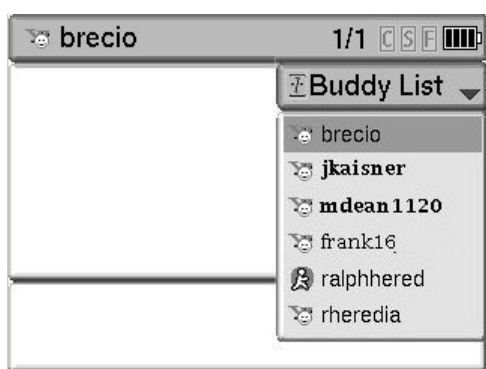 brecio 1/1 C S F
Buddy List
brecio
jkaisner
mdean1120
frank16
ralphhered
rheredia